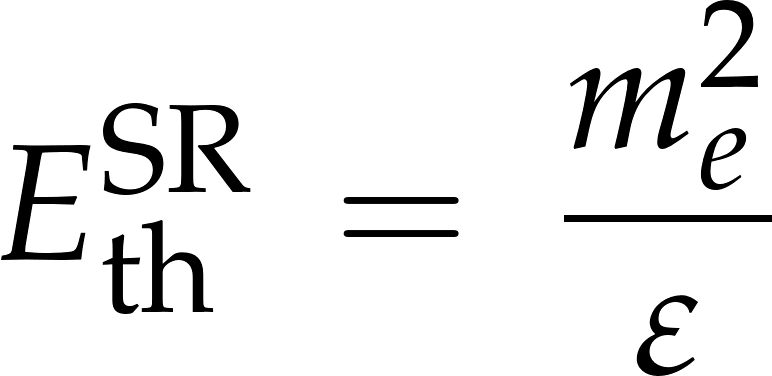 E_th^SR = m_e^2 / ε